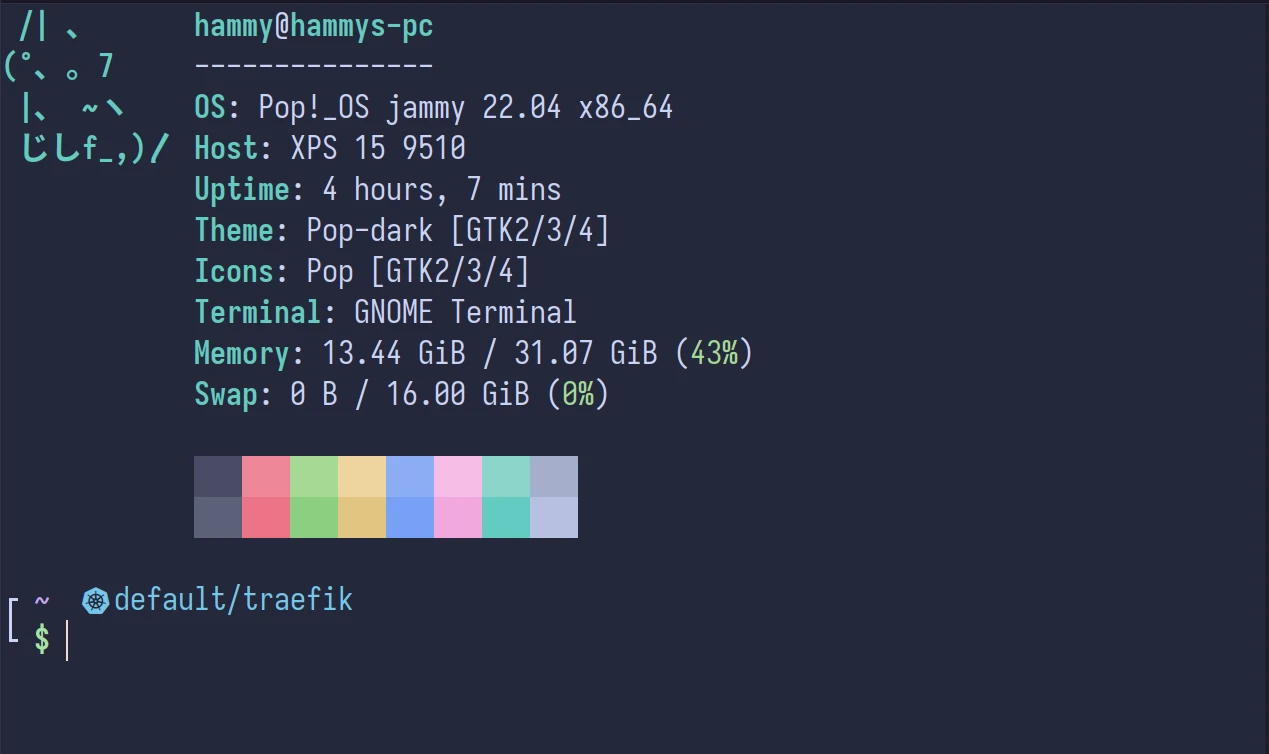 /| 、 hammy@hammys-pc
(˚、。7 ---------------
|、 ~ヽ OS: Pop!_OS jammy 22.04 x86_64
じしf_,)/ Host: XPS 15 9510
Uptime: 4 hours, 7 mins
Theme: Pop-dark [GTK2/3/4]
Icons: Pop [GTK2/3/4]
Terminal: GNOME Terminal
Memory: 13.44 GiB / 31.07 GiB (43%)
Swap: 0 B / 16.00 GiB (0%)
~ default/traefik
$